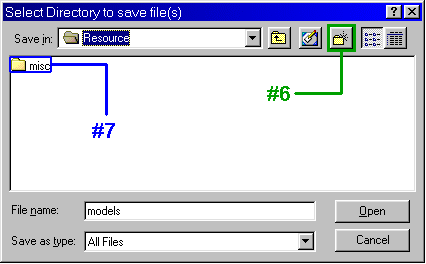 Select Directory to save file(s)
Save in: Resource
#6
misc
#7
File name: models Open
Save as type: All Files Cancel